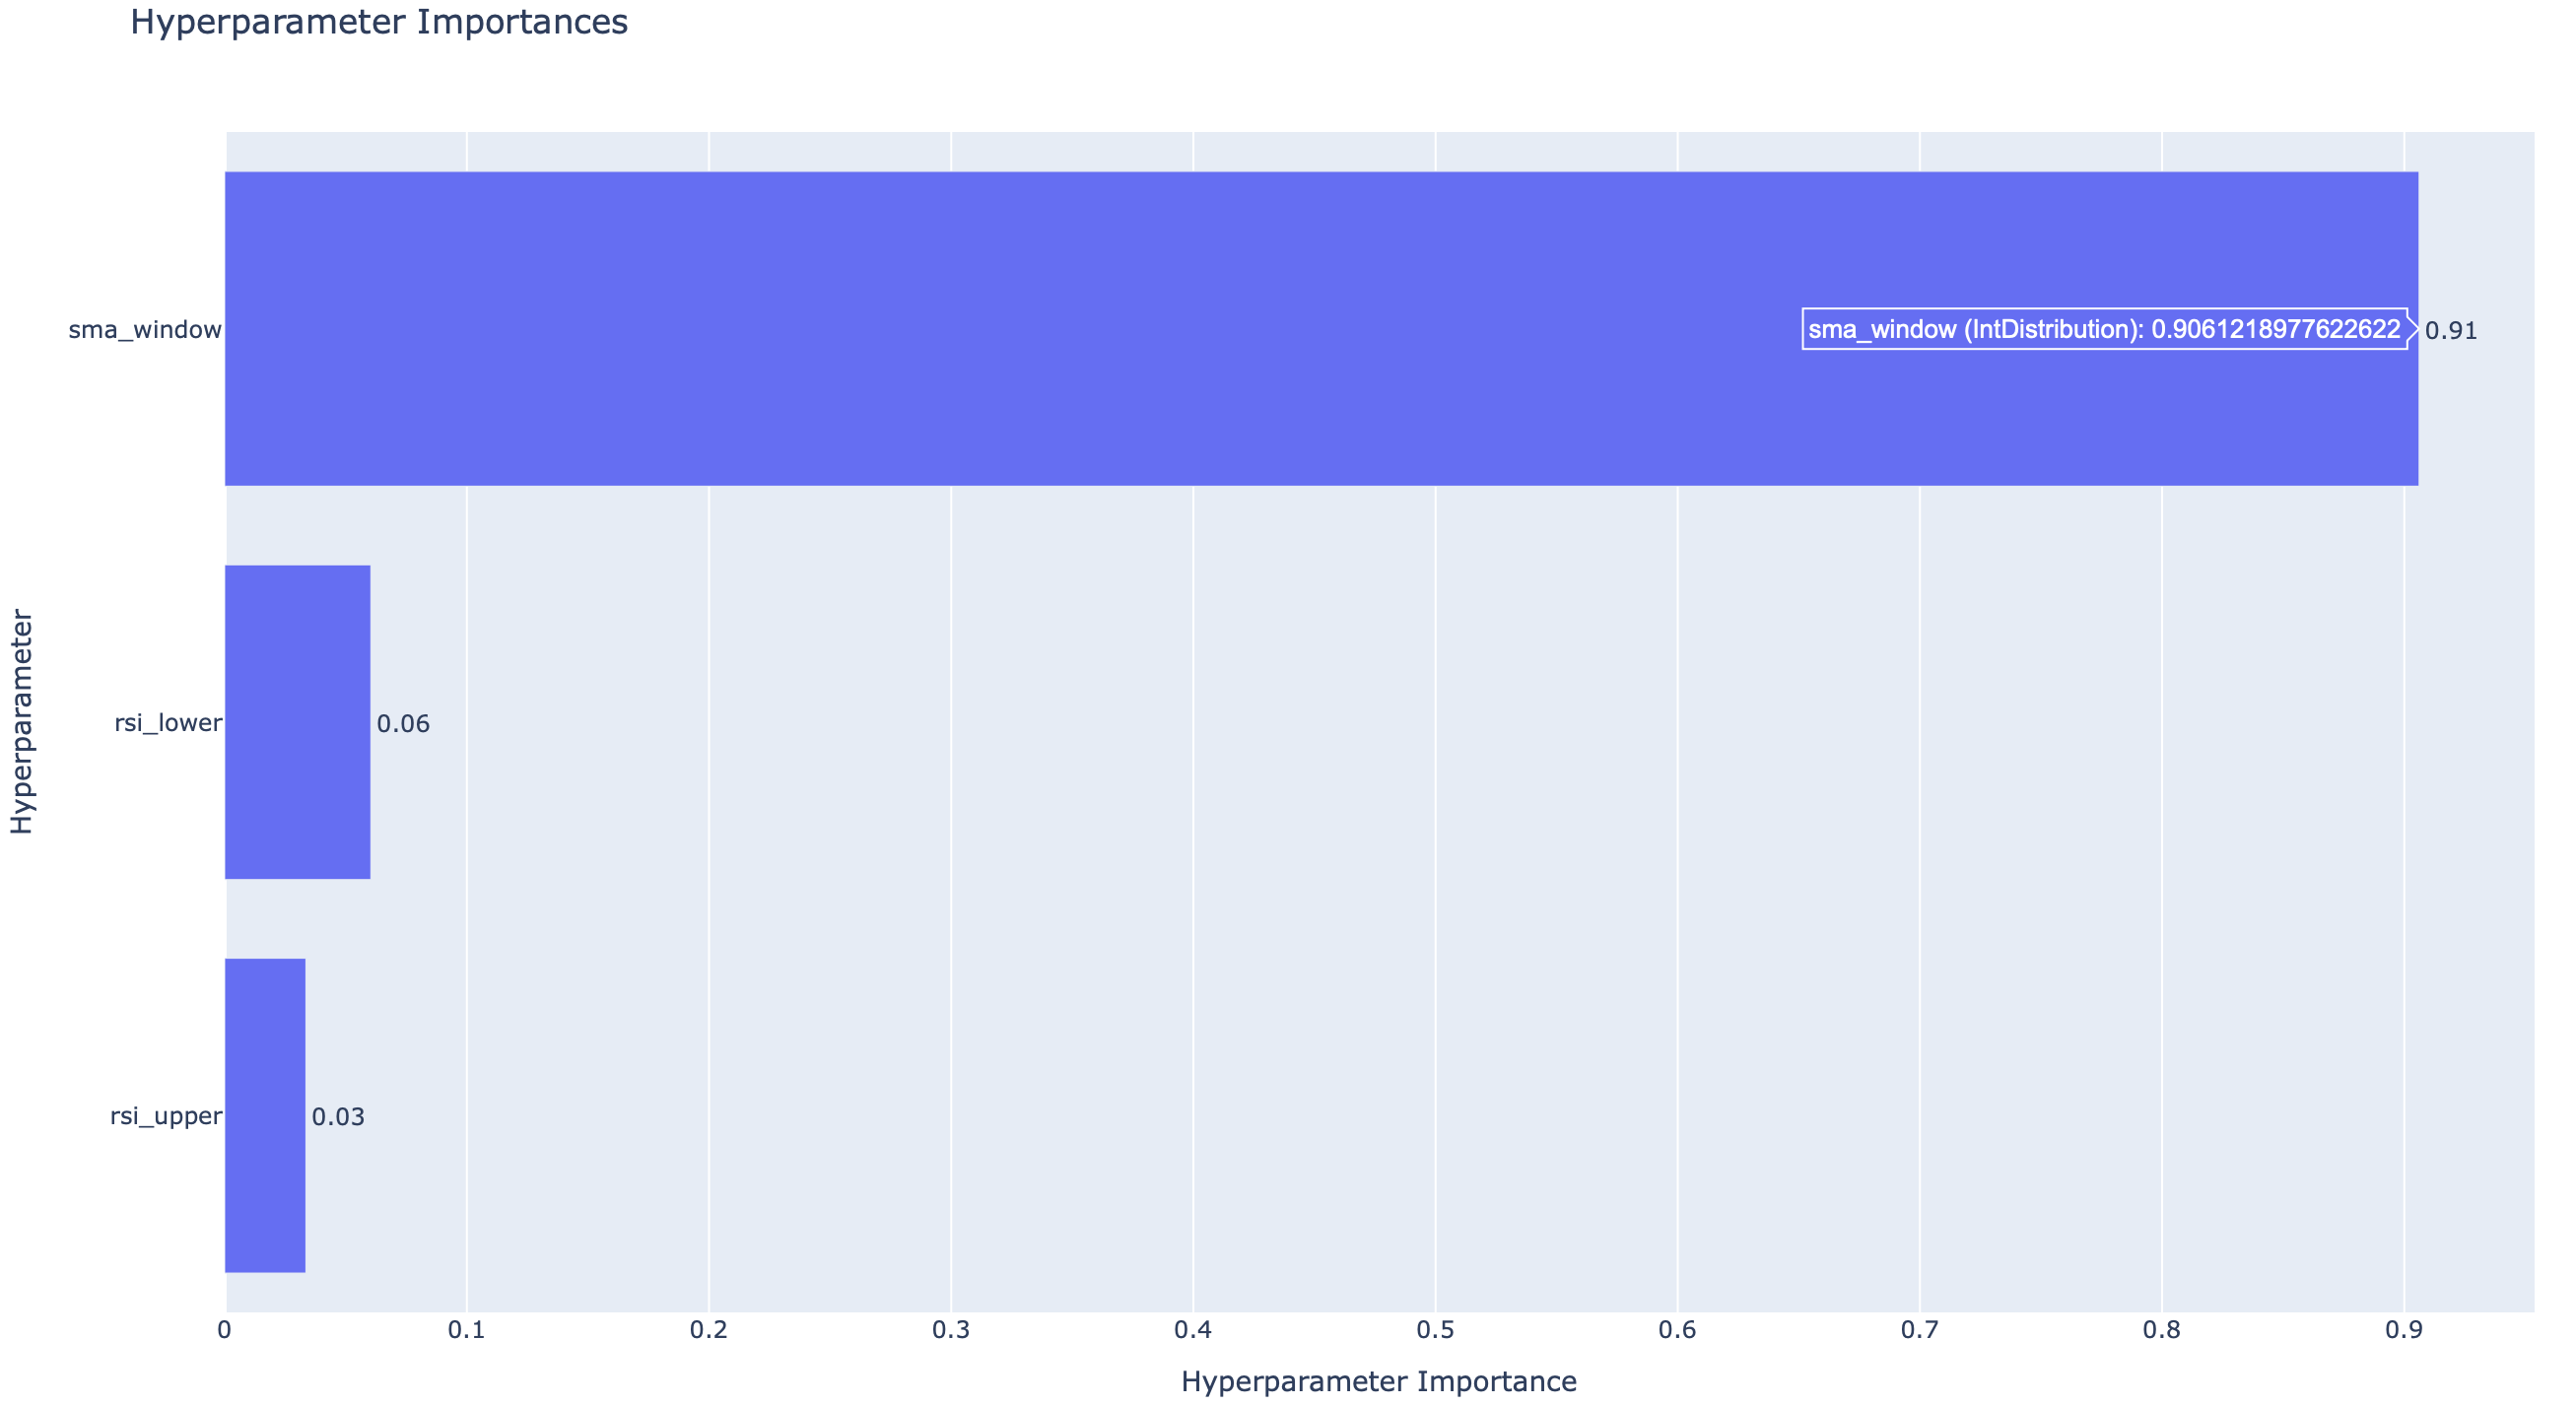 Hyperparameter Importances
Hyperparameter
sma_window
sma_window (IntDistribution): 0.9061218977622622
0.91
rsi_lower
0.06
rsi_upper
0.03
0 0.1 0.2 0.3 0.4 0.5 0.6 0.7 0.8 0.9
Hyperparameter Importance